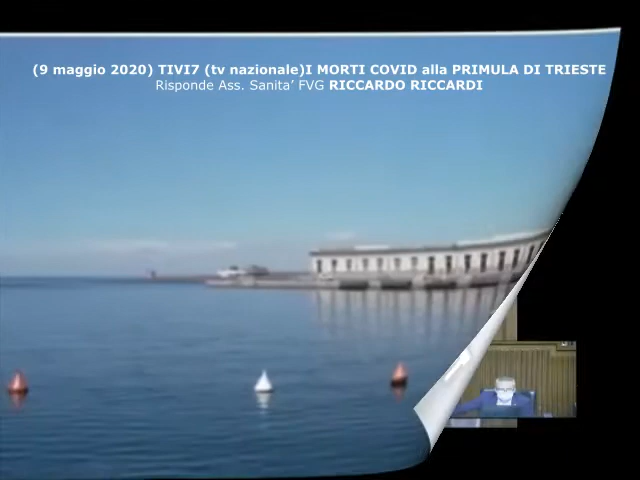 (9 maggio 2020) TIVI7 (tv nazionale)I MORTI COVID alla PRIMULA DI TRIESTE
Risponde Ass. Sanita’ FVG RICCARDO RICCARDI